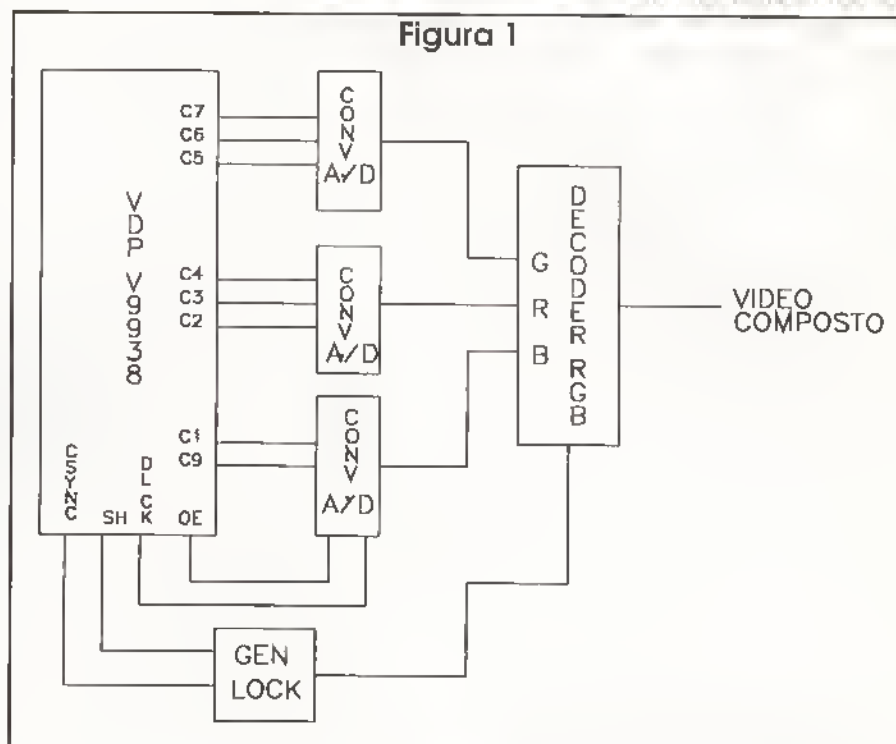 Figura 1
VDP V9938
C7
C6
C5
C4
C3
C2
C1
C9
CSYNC
SH
DLCK
OE
CONV A/D
CONV A/D
CONV A/D
GEN
LOCK
G
R
B
DECODER RGB
VIDEO
COMPOSTO